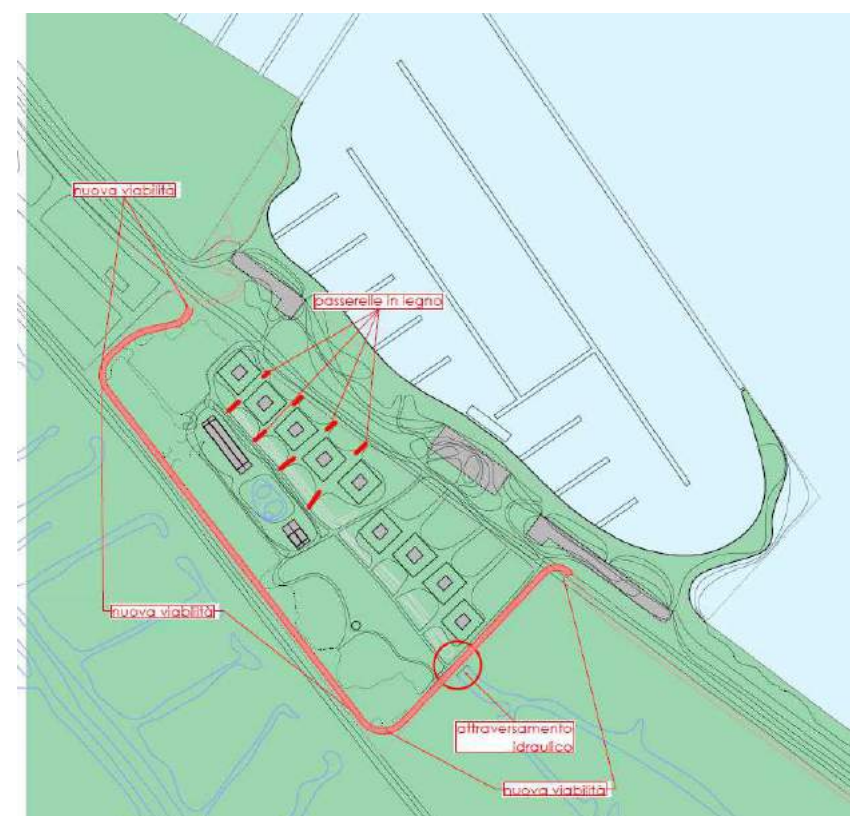 nuova viabilità
passerelle in legno
nuova viabilità
attraversamento
idraulico
nuova viabilità